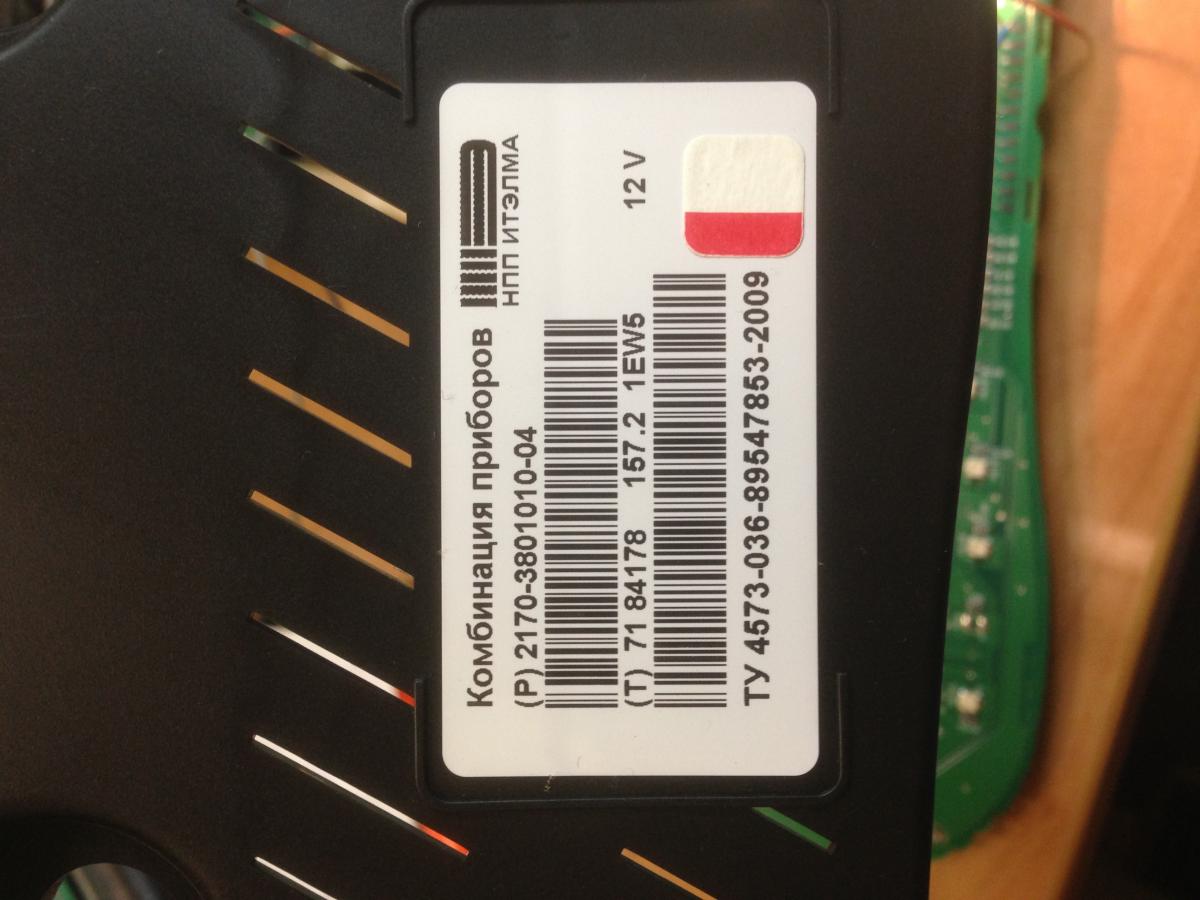 Комбинация приборов
НПП ИТЭЛМА
(P) 2170-3801010-04
(T) 71 84178 157.2 1EW5
12 V
ТУ 4573-036-89547853-2009